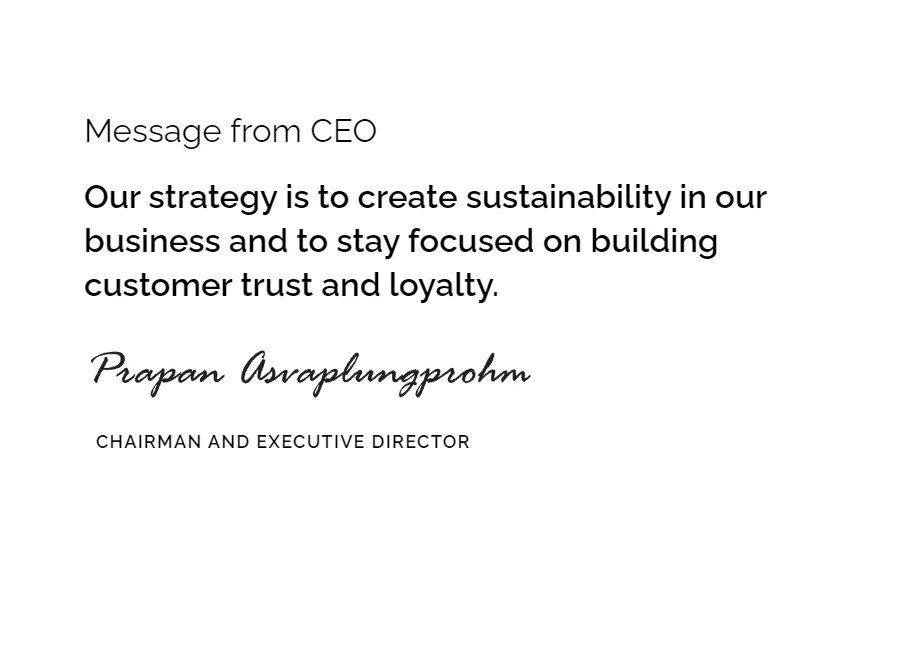 Message from CEO
Our strategy is to create sustainability in our
business and to stay focused on building
customer trust and loyalty.
Prapan Asvaplungprohm
CHAIRMAN AND EXECUTIVE DIRECTOR